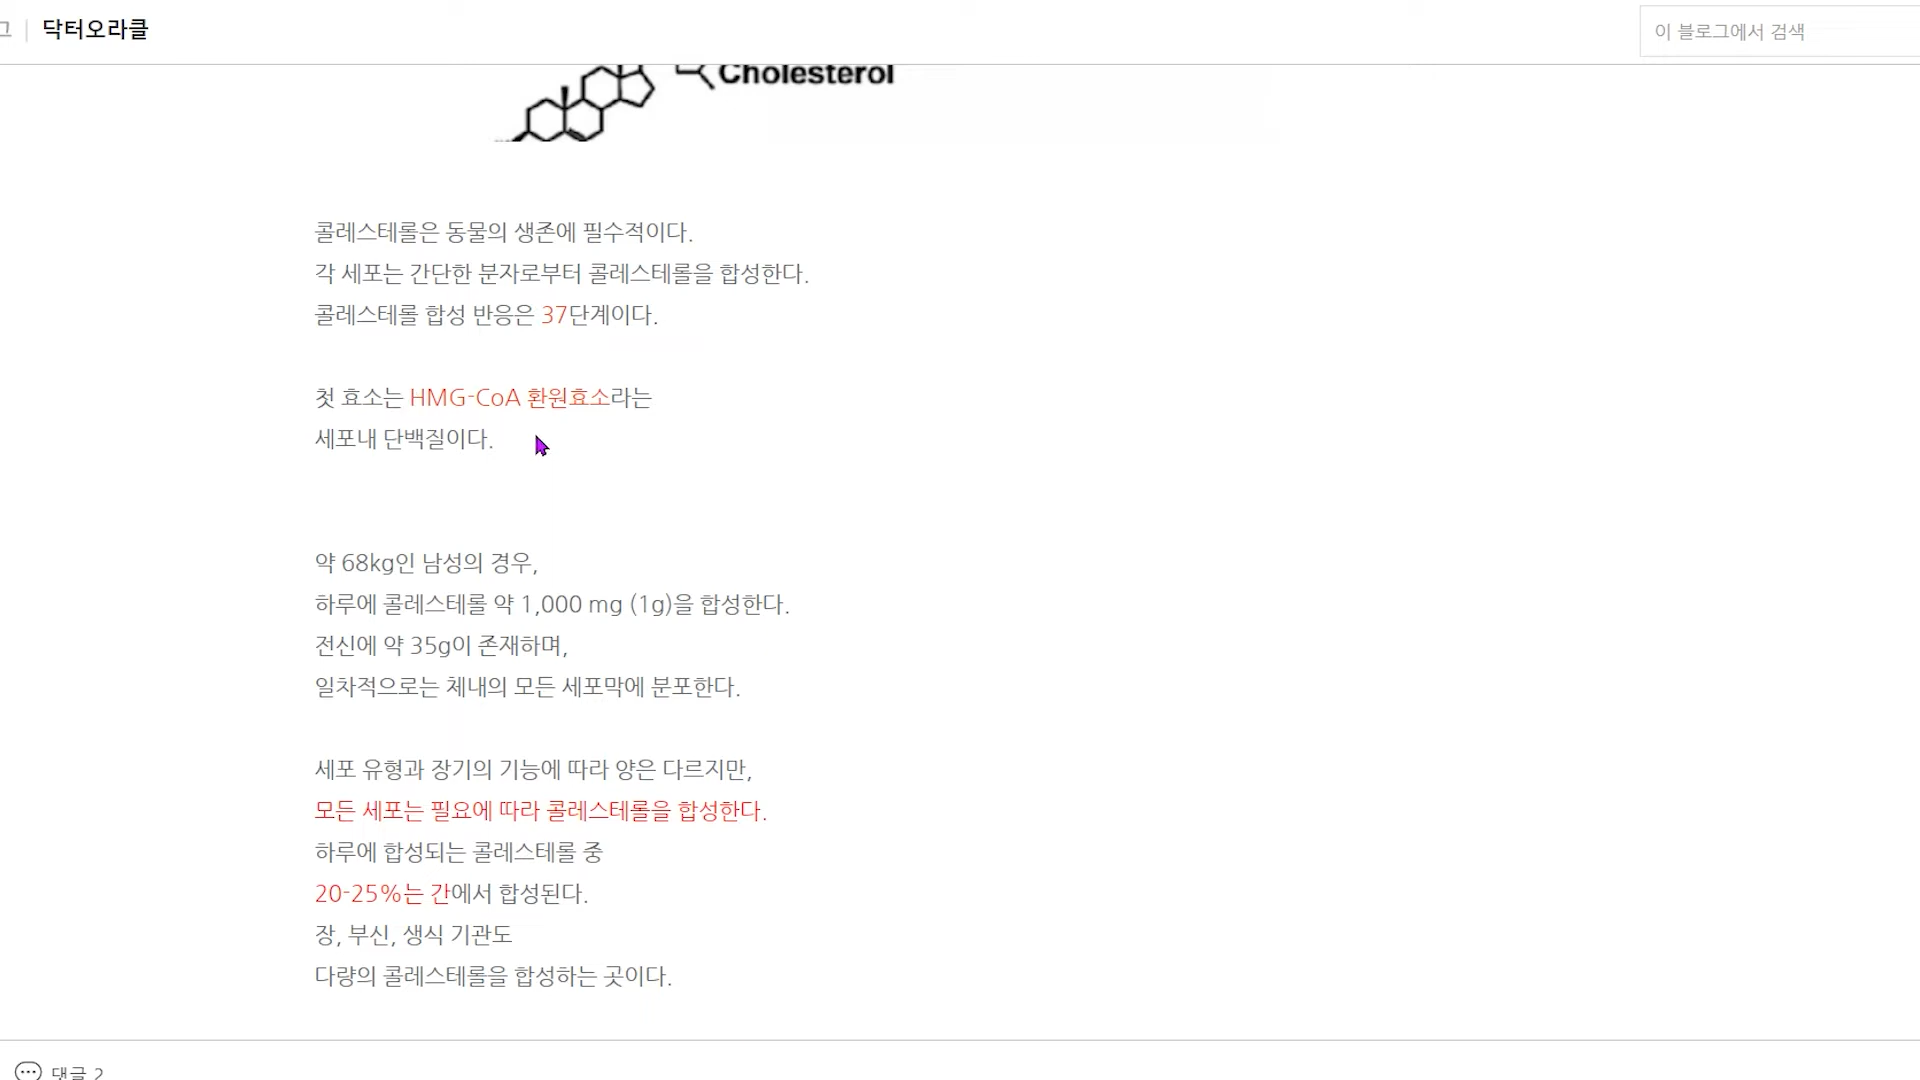 닥터오라클
이 블로그에서 검색
Cholesterol
콜레스테롤은 동물의 생존에 필수적이다.
각 세포는 간단한 분자로부터 콜레스테롤을 합성한다.
콜레스테롤 합성 반응은 37단계이다.
첫 효소는 HMG-CoA 환원효소라는
세포내 단백질이다.
약 68kg인 남성의 경우,
하루에 콜레스테롤 약 1,000 mg (1g)을 합성한다.
전신에 약 35g이 존재하며,
일차적으로는 체내의 모든 세포막에 분포한다.
세포 유형과 장기의 기능에 따라 양은 다르지만,
모든 세포는 필요에 따라 콜레스테롤을 합성한다.
하루에 합성되는 콜레스테롤 중
20-25%는 간에서 합성된다.
장, 부신, 생식 기관도
다량의 콜레스테롤을 합성하는 곳이다.
댓글 2